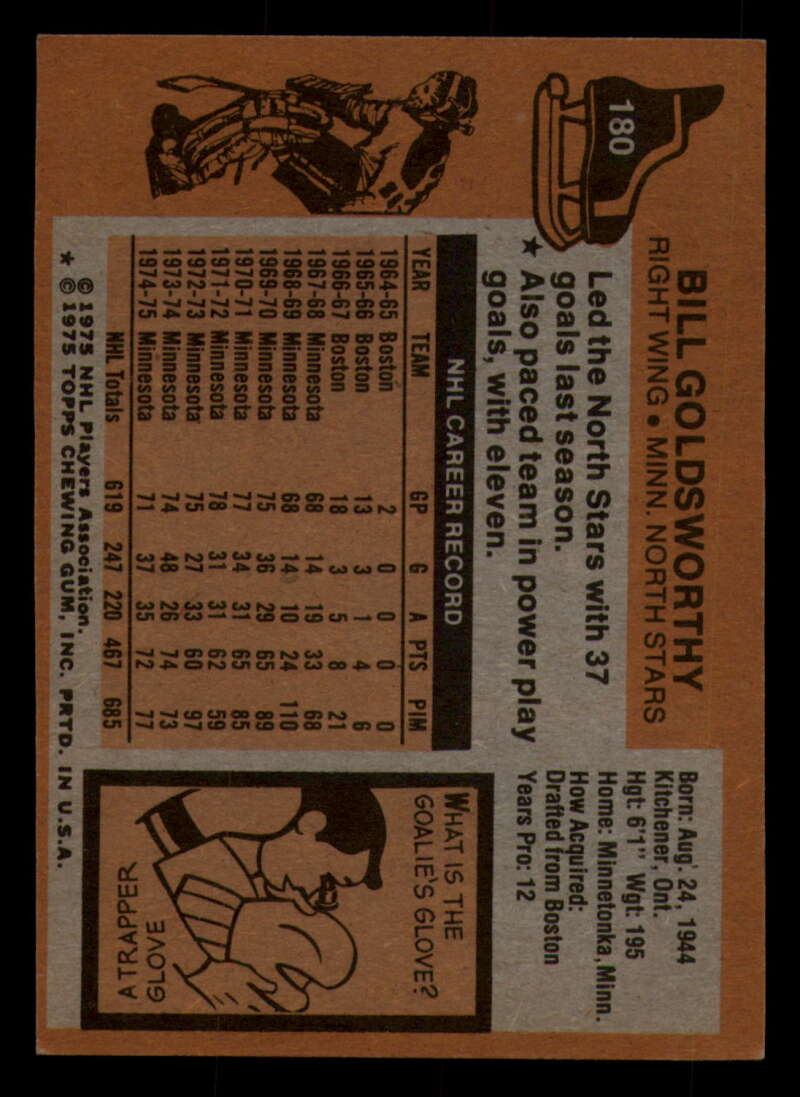 180
BILL GOLDSWORTHY
RIGHT WING • MINN. NORTH STARS
Led the North Stars with 37
goals last season.
★ Also paced team in power play
goals, with eleven.
Born: Aug. 24, 1944
Kitchener, Ont.
Hgt: 6'1" Wgt: 195
Home: Minnetonka, Minn.
How Acquired:
Drafted from Boston
Years Pro: 12
NHL CAREER RECORD
YEAR TEAM GP G A PTS PIM
1964-65 Boston 2 0 0 0 0
1965-66 Boston 13 3 1 4 6
1966-67 Boston 18 3 5 8 21
1967-68 Minnesota 68 14 19 33 68
1968-69 Minnesota 68 14 10 24 110
1969-70 Minnesota 75 36 29 65 89
1970-71 Minnesota 77 34 31 65 85
1971-72 Minnesota 78 31 31 62 59
1972-73 Minnesota 75 27 33 60 97
1973-74 Minnesota 74 48 26 74 73
1974-75 Minnesota 71 37 35 72 77
NHL Totals 619 247 220 467 685
WHAT IS THE
GOALIE'S GLOVE?
A TRAPPER
GLOVE
© 1975 NHL Players Association.
★ © 1975 TOPPS CHEWING GUM, INC. PRTD. IN U.S.A.